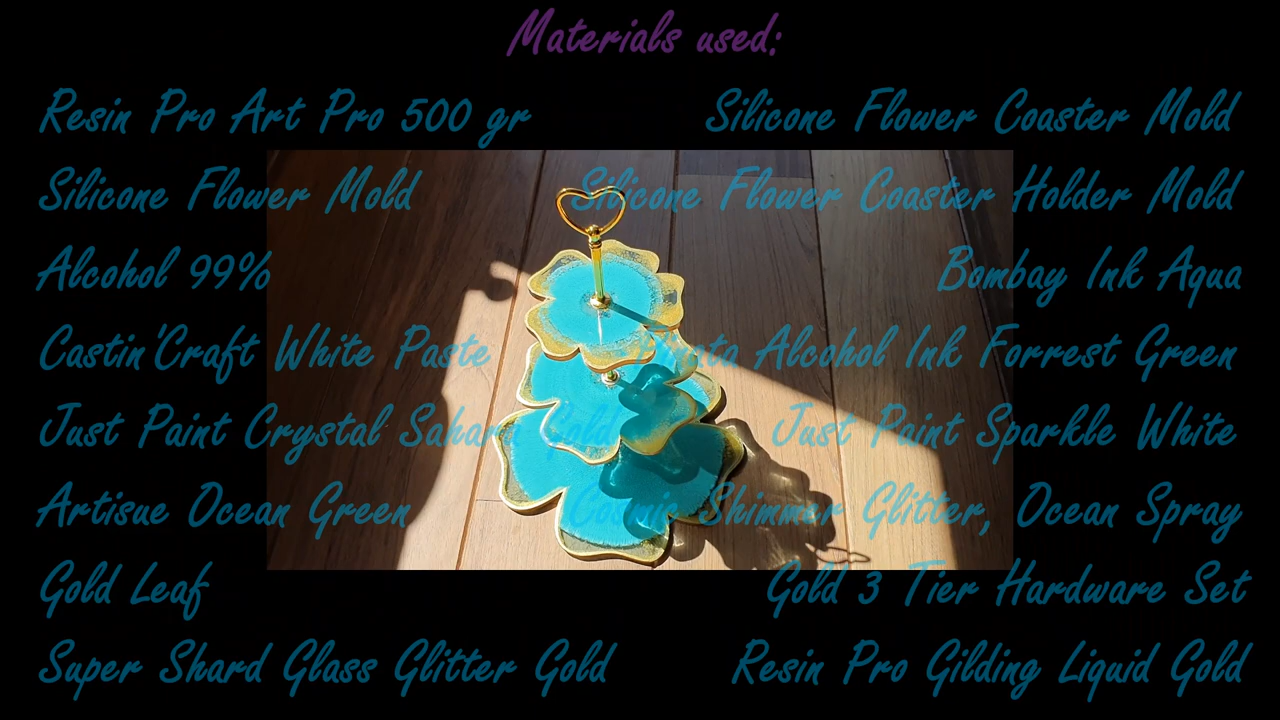 Materials used:
Resin Pro Art Pro 500 gr
Silicone Flower Coaster Mold
Silicone Flower Mold
Silicone Flower Coaster Holder Mold
Alcohol 99%
Bombay Ink Aqua
Castin'Craft White Paste
Pinata Alcohol Ink Forrest Green
Just Paint Crystal Sahara Gold
Just Paint Sparkle White
Artisue Ocean Green
Cosmic Shimmer Glitter, Ocean Spray
Gold Leaf
Gold 3 Tier Hardware Set
Super Shard Glass Glitter Gold
Resin Pro Gilding Liquid Gold